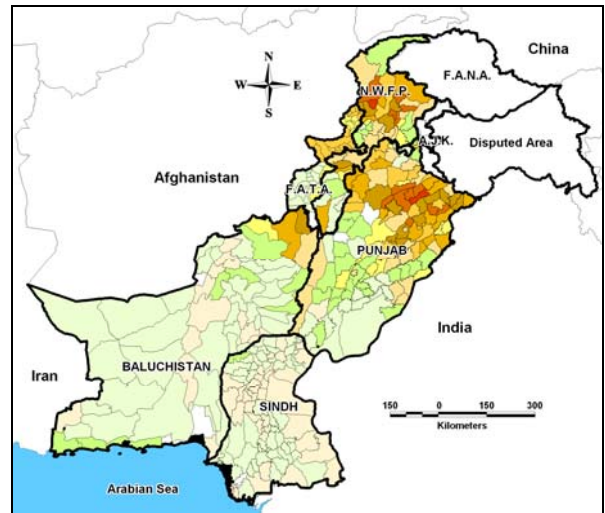 China
N
W E
S
F.A.N.A.
N.W.F.P.
A.J.K.
Disputed Area
Afghanistan
F.A.T.A.
PUNJAB
India
Iran
BALUCHISTAN
SINDH
150 0 150 300
Kilometers
Arabian Sea